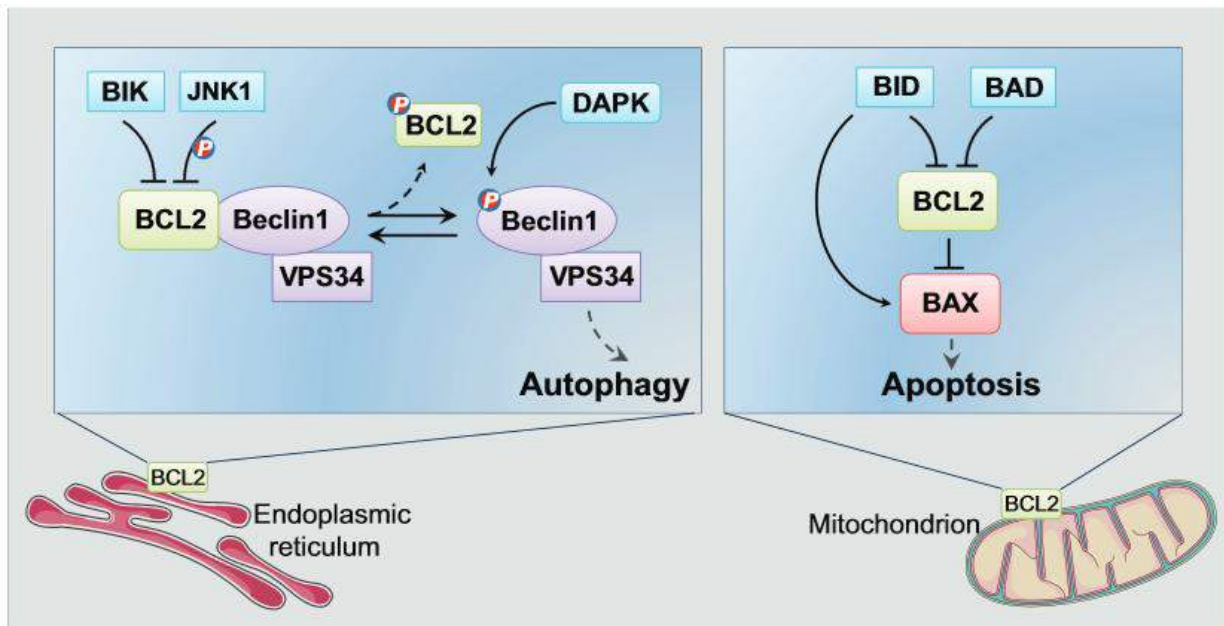 BIK
JNK1
P
P
BCL2
DAPK
BCL2
Beclin1
VPS34
P
Beclin1
VPS34
Autophagy
BID
BAD
BCL2
BAX
Apoptosis
BCL2
Endoplasmic
reticulum
BCL2
Mitochondrion